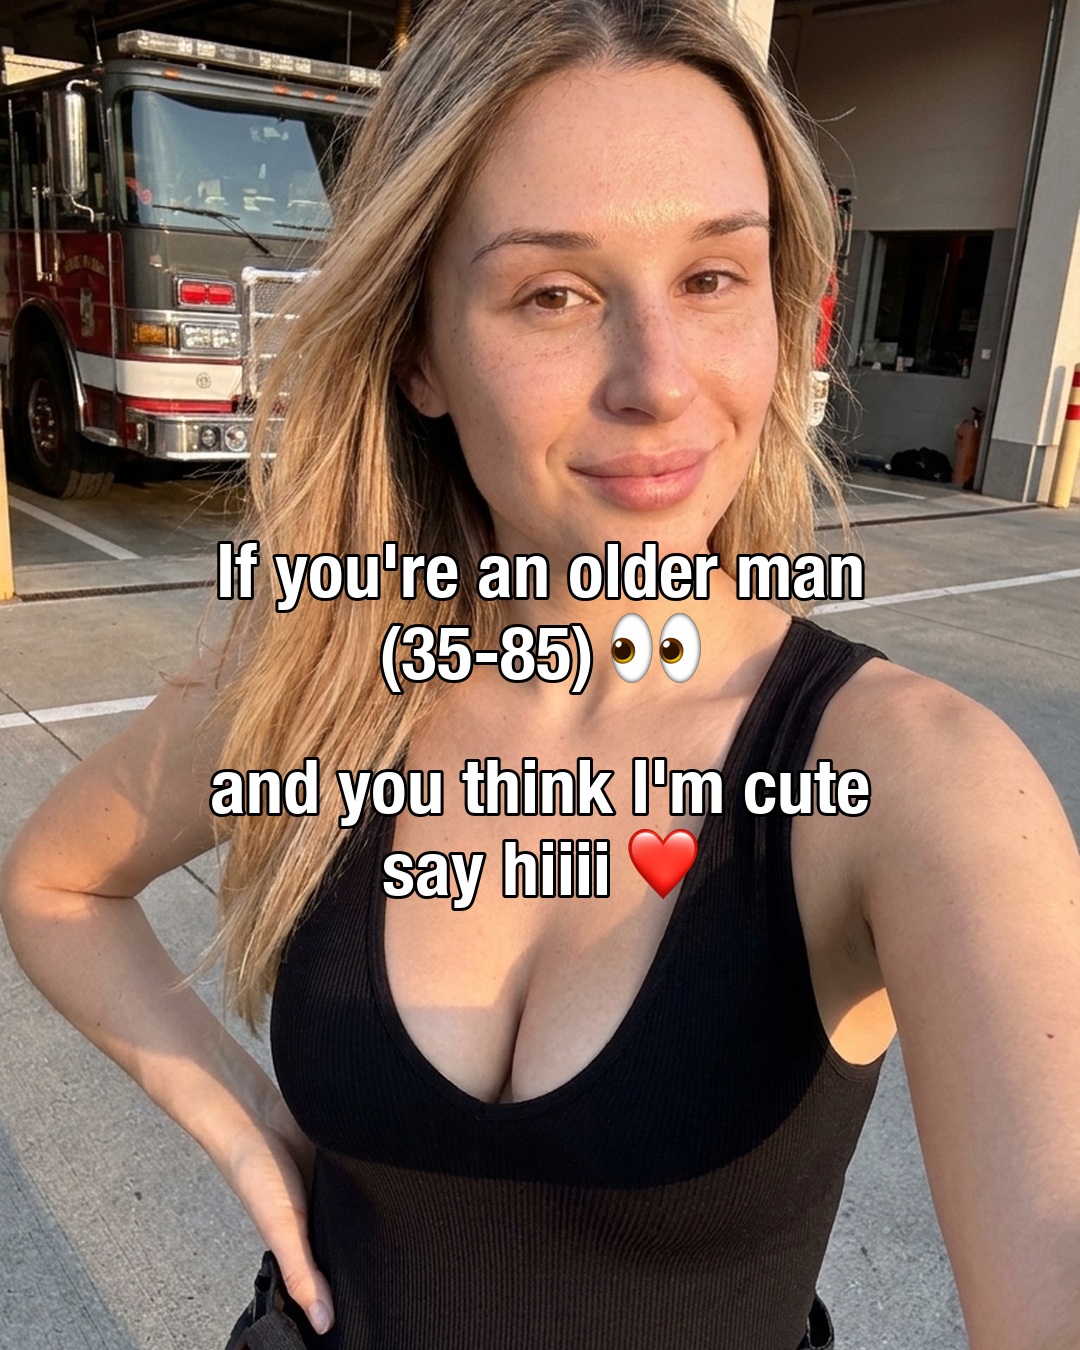 If you're an older man
(35-85) 👀
and you think I'm cute
say hiiii ❤️